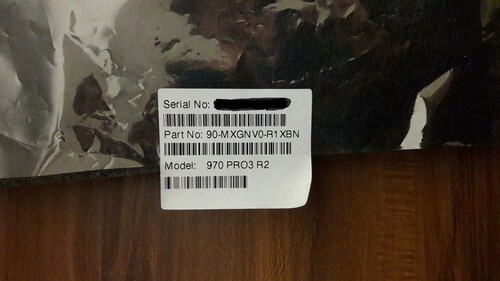 Serial No:
Part No: 90-MXGNV0-R1XBN
Model: 970 PRO3 R2